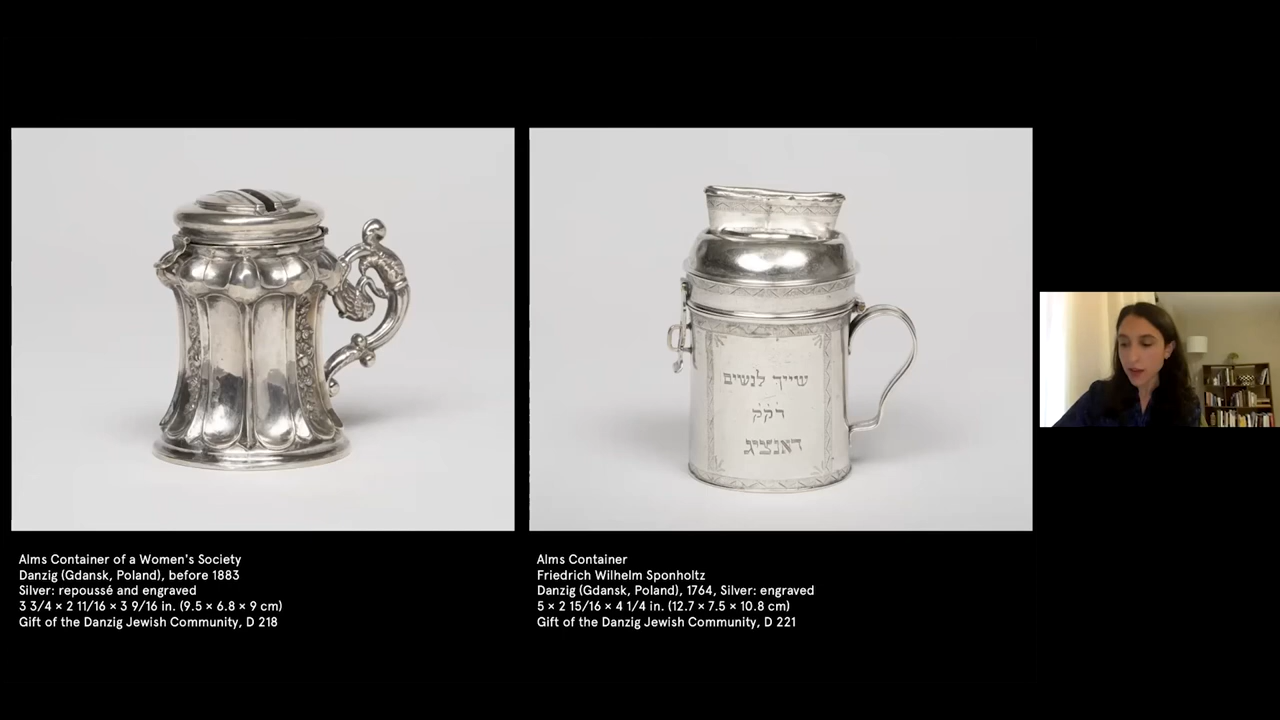 שייך לנשים
דקק
דאנציג
Alms Container of a Women's Society
Danzig (Gdansk, Poland), before 1883
Silver: repoussé and engraved
3 3/4 × 2 11/16 × 3 9/16 in. (9.5 × 6.8 × 9 cm)
Gift of the Danzig Jewish Community, D 218
Alms Container
Friedrich Wilhelm Sponholtz
Danzig (Gdansk, Poland), 1764, Silver: engraved
5 × 2 15/16 × 4 1/4 in. (12.7 × 7.5 × 10.8 cm)
Gift of the Danzig Jewish Community, D 221